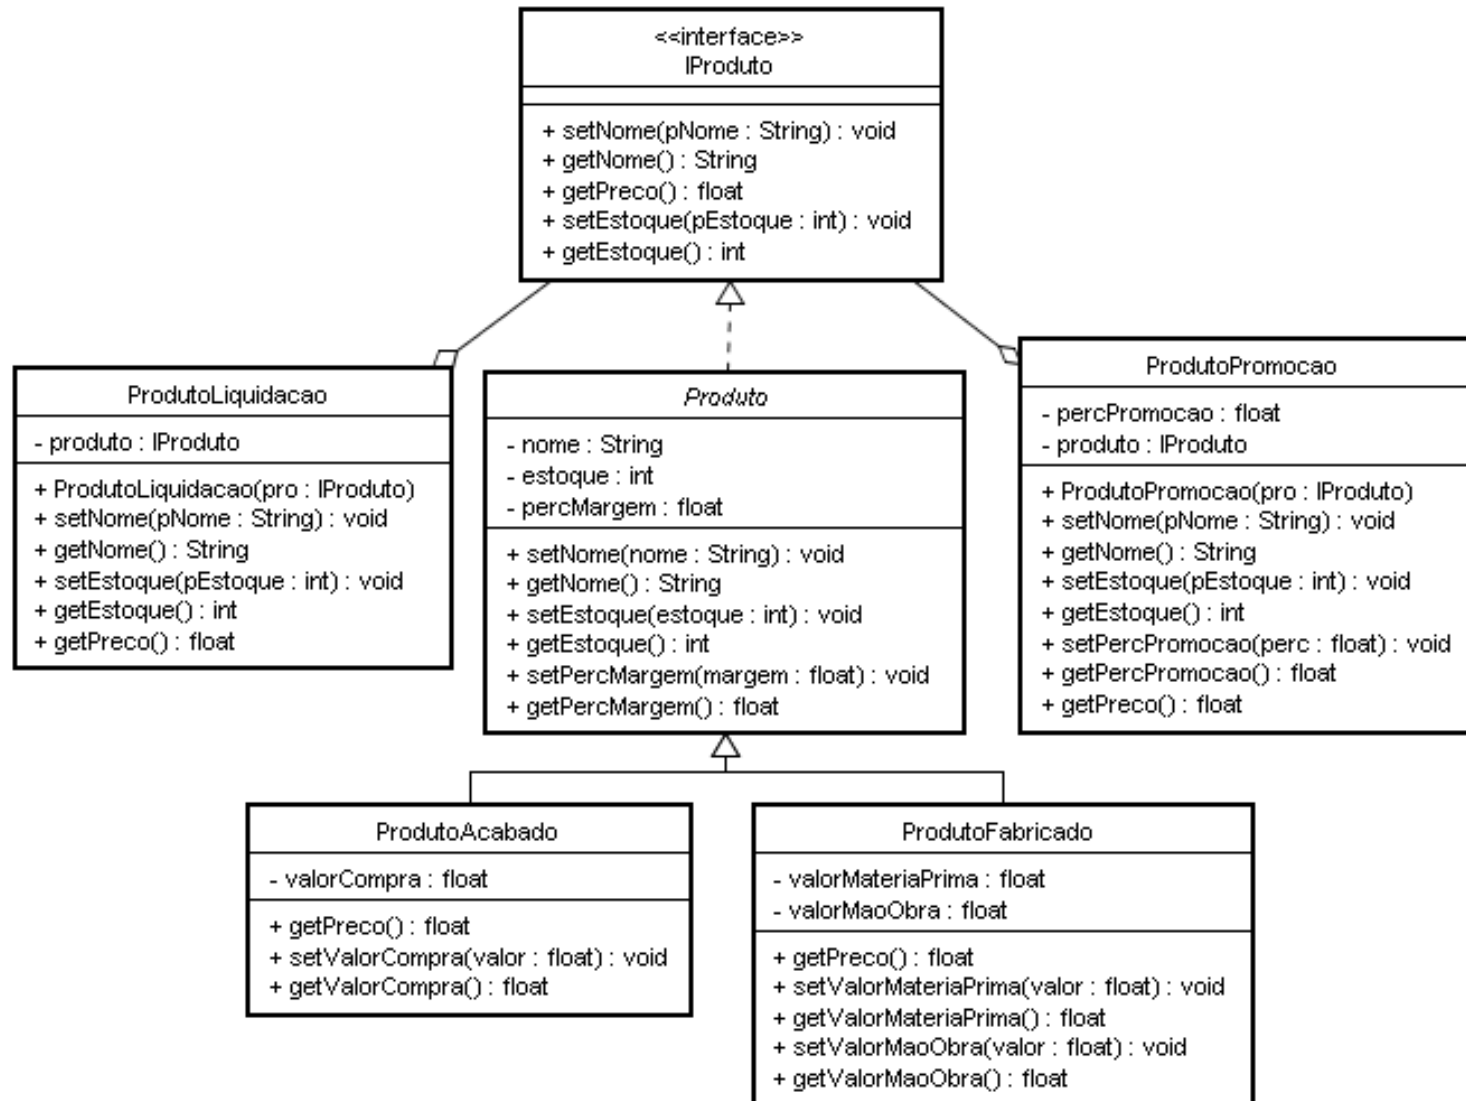 <<interface>>
IProduto
+ setNome(pNome : String) : void
+ getNome() : String
+ getPreco() : float
+ setEstoque(pEstoque : int) : void
+ getEstoque() : int
ProdutoLiquidacao
- produto : IProduto
+ ProdutoLiquidacao(pro : IProduto)
+ setNome(pNome : String) : void
+ getNome() : String
+ setEstoque(pEstoque : int) : void
+ getEstoque() : int
+ getPreco() : float
Produto
- nome : String
- estoque : int
- percMargem : float
+ setNome(nome : String) : void
+ getNome() : String
+ setEstoque(estoque : int) : void
+ getEstoque() : int
+ setPercMargem(margem : float) : void
+ getPercMargem() : float
ProdutoPromocao
- percPromocao : float
- produto : IProduto
+ ProdutoPromocao(pro : IProduto)
+ setNome(pNome : String) : void
+ getNome() : String
+ setEstoque(pEstoque : int) : void
+ getEstoque() : int
+ setPercPromocao(perc : float) : void
+ getPercPromocao() : float
+ getPreco() : float
ProdutoAcabado
- valorCompra : float
+ getPreco() : float
+ setValorCompra(valor : float) : void
+ getValorCompra() : float
ProdutoFabricado
- valorMateriaPrima : float
- valorMaoObra : float
+ getPreco() : float
+ setValorMateriaPrima(valor : float) : void
+ getValorMateriaPrima() : float
+ setValorMaoObra(valor : float) : void
+ getValorMaoObra() : float